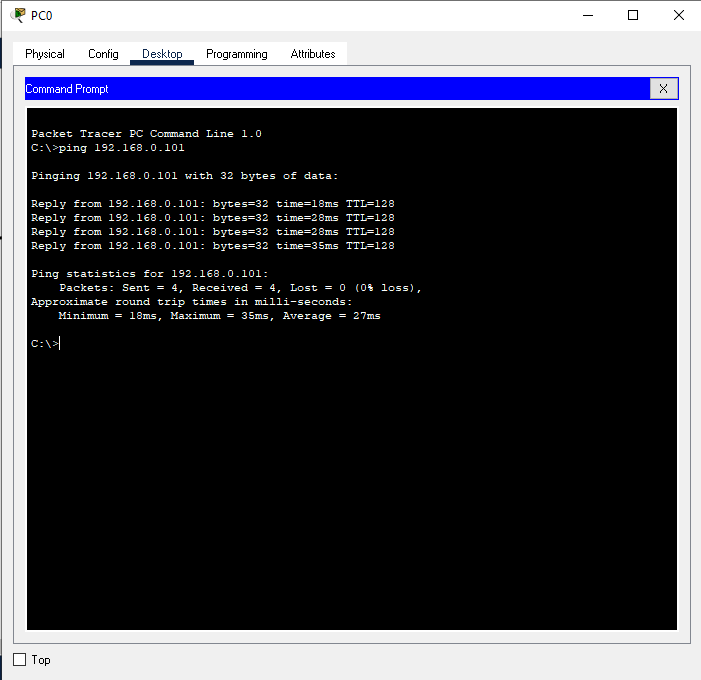 PC0
Physical Config Desktop Programming Attributes
Command Prompt X
Packet Tracer PC Command Line 1.0
C:\>ping 192.168.0.101
Pinging 192.168.0.101 with 32 bytes of data:
Reply from 192.168.0.101: bytes=32 time=18ms TTL=128
Reply from 192.168.0.101: bytes=32 time=28ms TTL=128
Reply from 192.168.0.101: bytes=32 time=28ms TTL=128
Reply from 192.168.0.101: bytes=32 time=35ms TTL=128
Ping statistics for 192.168.0.101:
    Packets: Sent = 4, Received = 4, Lost = 0 (0% loss),
Approximate round trip times in milli-seconds:
    Minimum = 18ms, Maximum = 35ms, Average = 27ms
C:\>
Top